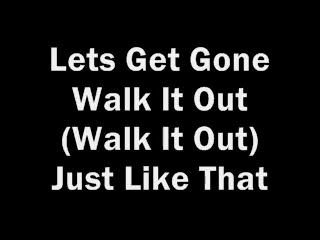 Lets Get Gone
Walk It Out
(Walk It Out)
Just Like That